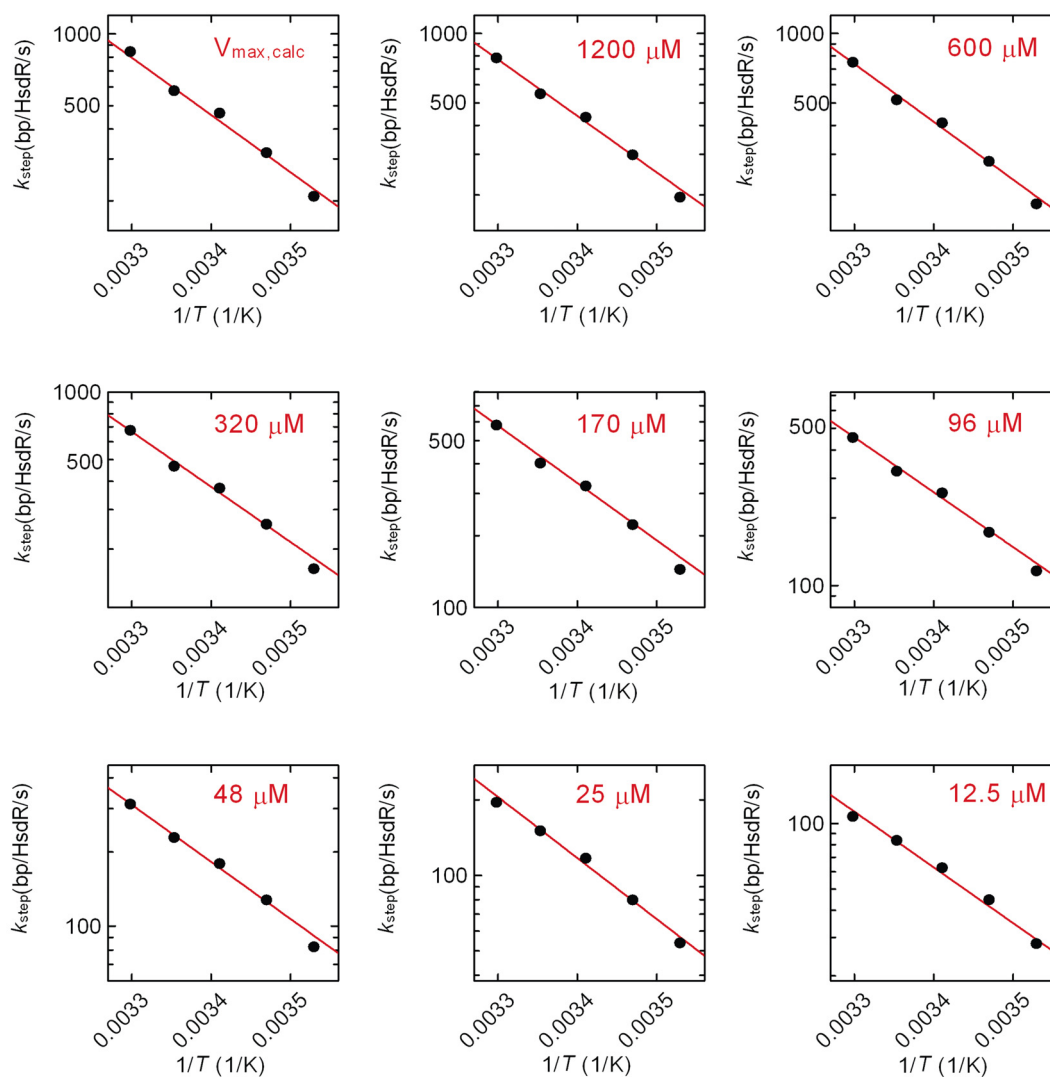 V max,calc
1000
500
k step (bp/HsdR/s)
0.0033
0.0034
0.0035
1/T (1/K)
1200 μM
1000
500
k step (bp/HsdR/s)
0.0033
0.0034
0.0035
1/T (1/K)
600 μM
1000
500
k step (bp/HsdR/s)
0.0033
0.0034
0.0035
1/T (1/K)
320 μM
1000
500
k step (bp/HsdR/s)
0.0033
0.0034
0.0035
1/T (1/K)
170 μM
500
100
k step (bp/HsdR/s)
0.0033
0.0034
0.0035
1/T (1/K)
96 μM
500
100
k step (bp/HsdR/s)
0.0033
0.0034
0.0035
1/T (1/K)
48 μM
100
k step (bp/HsdR/s)
0.0033
0.0034
0.0035
1/T (1/K)
25 μM
100
k step (bp/HsdR/s)
0.0033
0.0034
0.0035
1/T (1/K)
12.5 μM
100
k step (bp/HsdR/s)
0.0033
0.0034
0.0035
1/T (1/K)